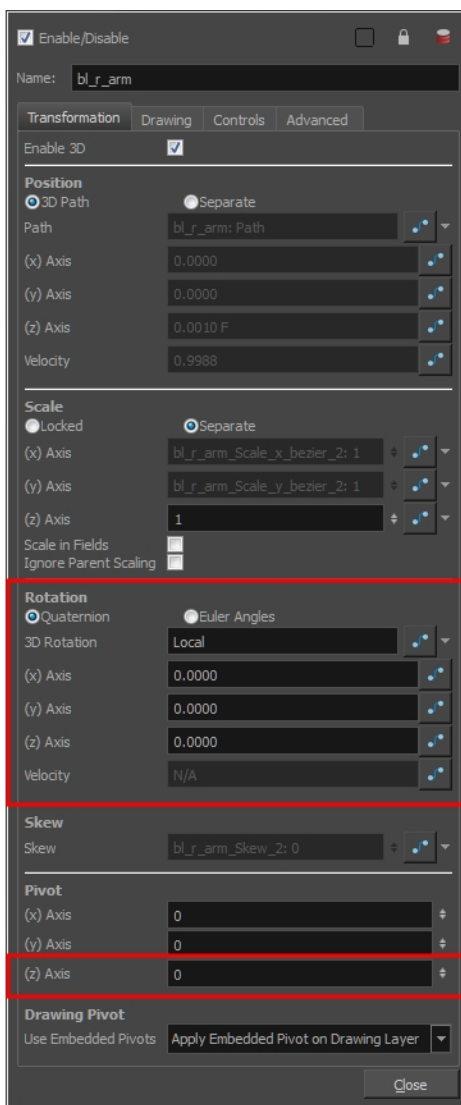 Enable/Disable
Name: bl_r_arm
Transformation Drawing Controls Advanced
Enable 3D
Position
3D Path Separate
Path bl_r_arm: Path
(x) Axis 0.0000
(y) Axis 0.0000
(z) Axis 0.0010 F
Velocity 0.9988
Scale
Locked Separate
(x) Axis bl_r_arm_Scale_x_bezier_2: 1
(y) Axis bl_r_arm_Scale_y_bezier_2: 1
(z) Axis 1
Scale in Fields
Ignore Parent Scaling
Rotation
Quaternion Euler Angles
3D Rotation Local
(x) Axis 0.0000
(y) Axis 0.0000
(z) Axis 0.0000
Velocity N/A
Skew
Skew bl_r_arm_Skew_2: 0
Pivot
(x) Axis 0
(y) Axis 0
(z) Axis 0
Drawing Pivot
Use Embedded Pivots Apply Embedded Pivot on Drawing Layer
Close